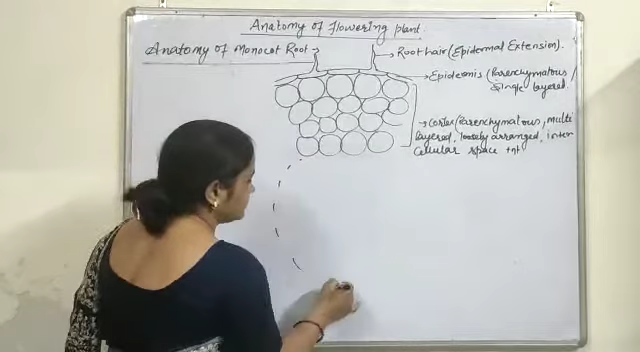 Anatomy of Flowering plant.
Anatomy of Monocot Root →
→ Root hair (Epidermal Extension).
→ Epidemis (Parenchymatous /
Single layered.
→ Cortex (Parenchymatous, multi
layered, loosely arranged, inter
Cellular space